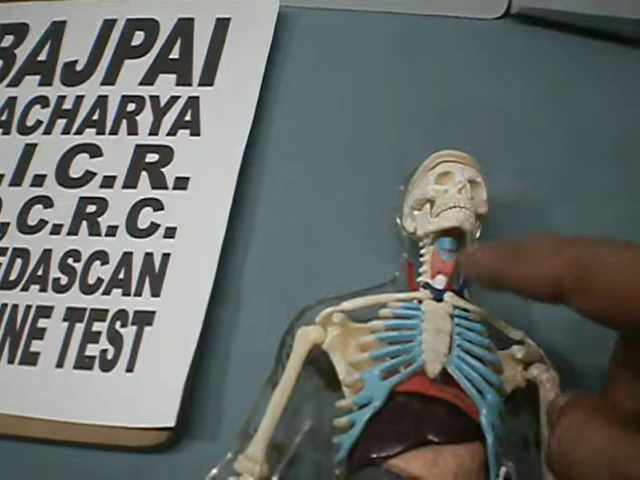 BAJPAI
ACHARYA
.I.C.R.
,C.R.C.
EDASCAN
NE TEST